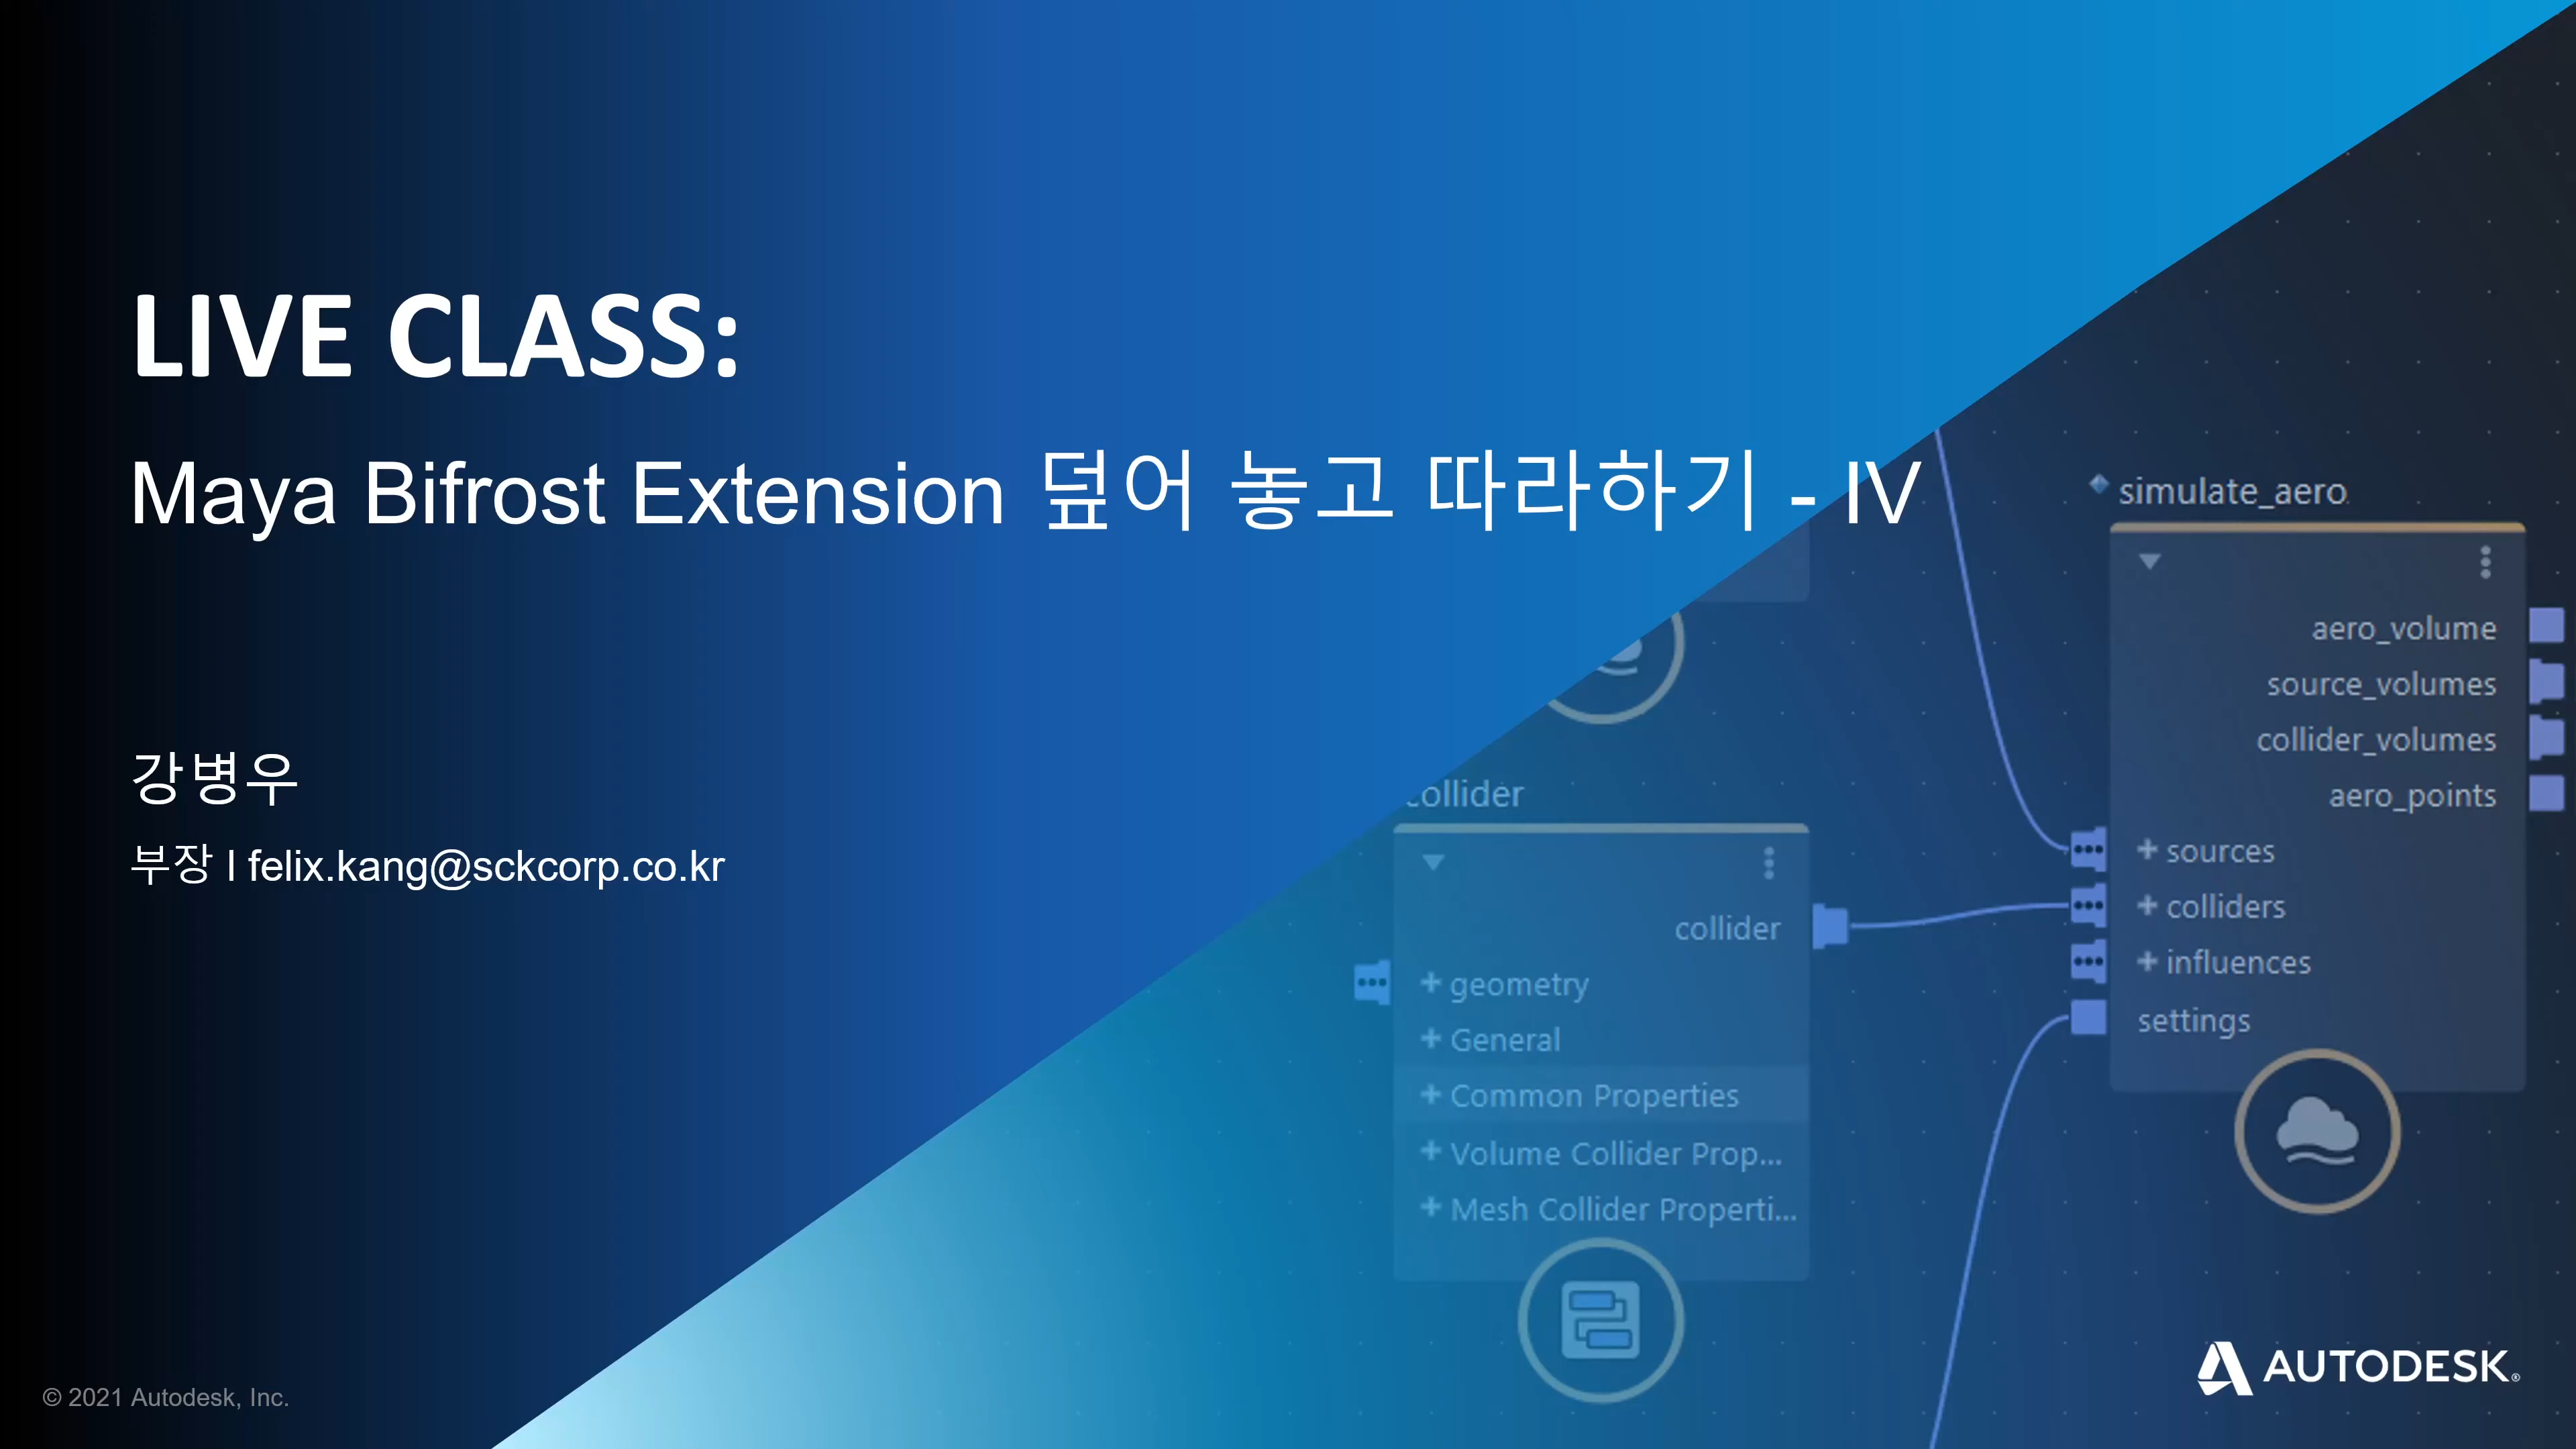 LIVE CLASS:
Maya Bifrost Extension 덮어 놓고 따라하기 - IV
강병우
부장 l felix.kang@sckcorp.co.kr
simulate_aero
aero_volume
source_volumes
collider_volumes
aero_points
+ sources
+ colliders
+ influences
settings
collider
collider
+ geometry
+ General
+ Common Properties
+ Volume Collider Prop...
+ Mesh Collider Properti...
© 2021 Autodesk, Inc.
AUTODESK®